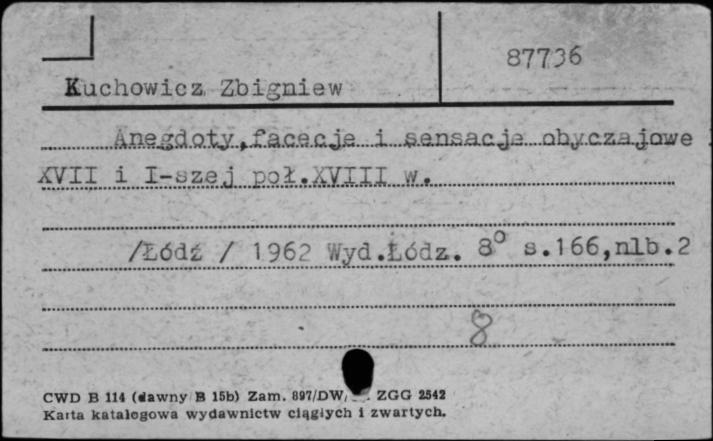 87736
Kuchowicz Zbigniew
Anegdoty, facecje i sensacje obyczajowe
XVII i I-szej poł.XVIII w.
/Łódź / 1962 Wyd.Łódz. 8° s.166,nlb.2
8
CWD B 114 (dawny B 15b) Zam. 897/DW/ ZGG 2542
Karta katalogowa wydawnictw ciągłych i zwartych.